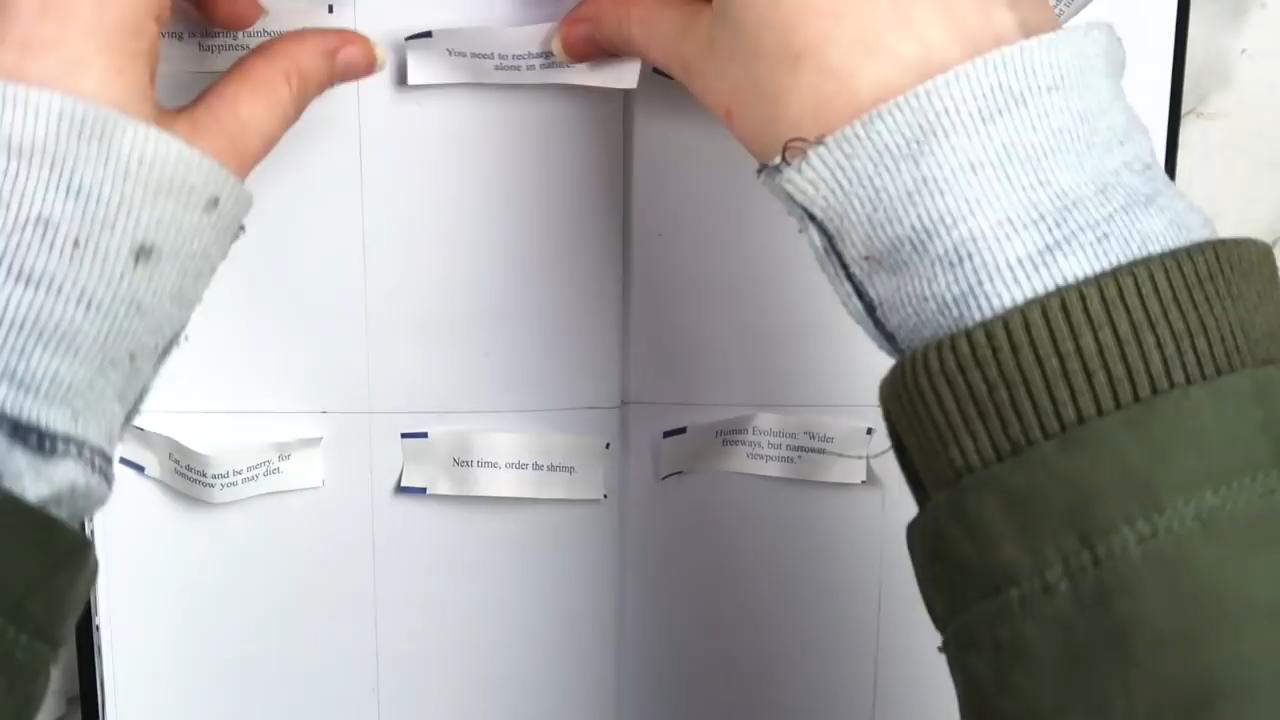 ving is sharing rainbow
happiness.
You need to recharge
alone in nature.
Eat, drink and be merry, for
tomorrow you may diet.
Next time, order the shrimp.
Human Evolution: "Wider
freeways, but narrower
viewpoints."